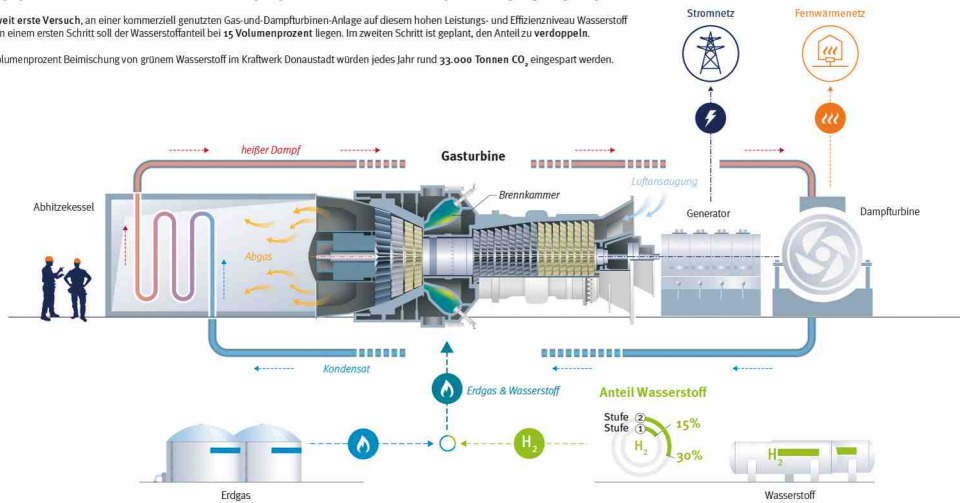 weit erste Versuch, an einer kommerziell genutzten Gas-und-Dampfturbinen-Anlage auf diesem hohen Leistungs- und Effizienzniveau Wasserstoff
n einem ersten Schritt soll der Wasserstoffanteil bei 15 Volumenprozent liegen. Im zweiten Schritt ist geplant, den Anteil zu verdoppeln.
olumenprozent Beimischung von grünem Wasserstoff im Kraftwerk Donaustadt würden jedes Jahr rund 33.000 Tonnen CO₂ eingespart werden.
Stromnetz
Fernwärmenetz
heißer Dampf
Gasturbine
Brennkammer
Luftansaugung
Abhitzekessel
Generator
Dampfturbine
Abgas
Kondensat
Erdgas & Wasserstoff
Anteil Wasserstoff
Stufe 2
Stufe 1
15%
H₂
30%
H₂
H₂
Erdgas
Wasserstoff